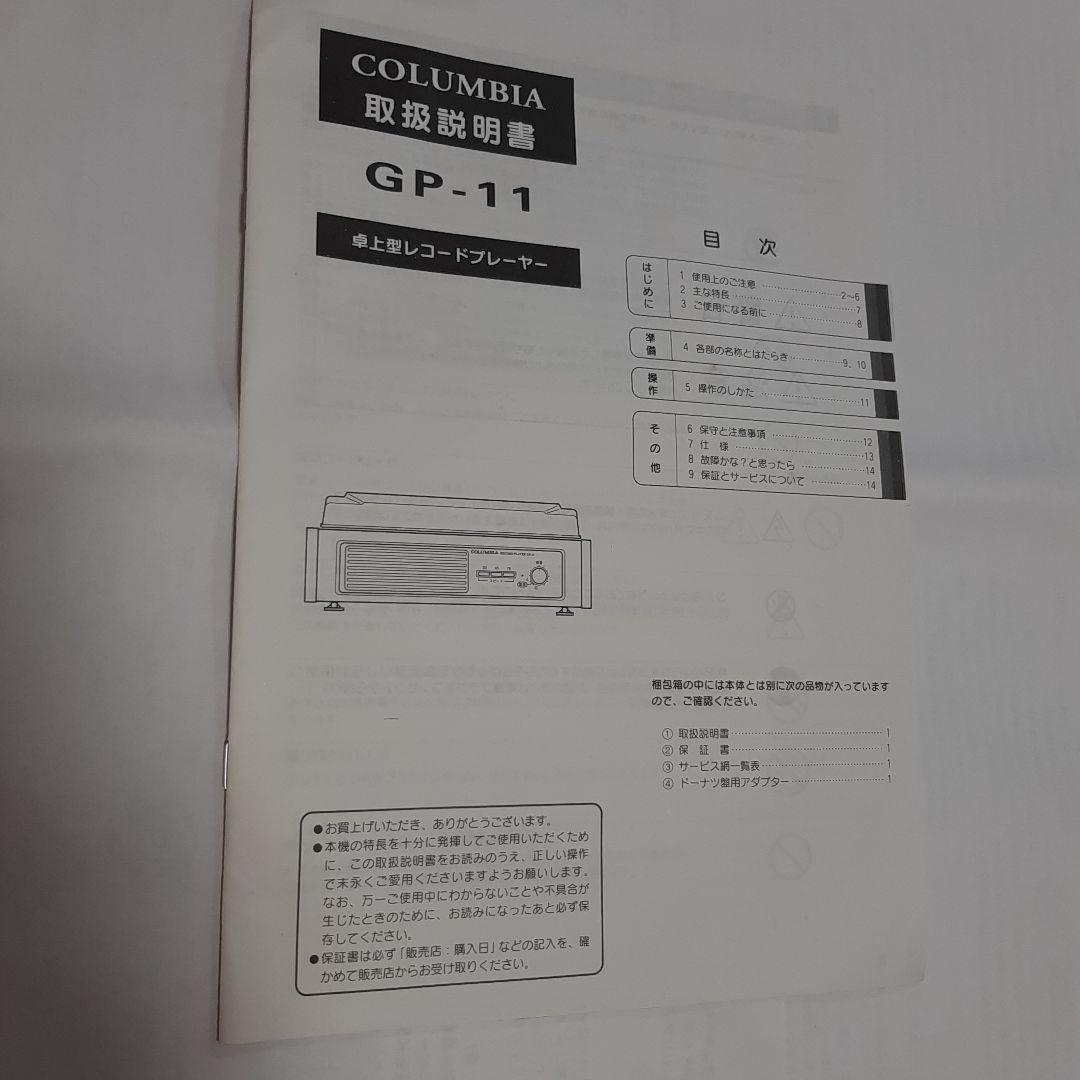 COLUMBIA
取扱説明書
GP-11
卓上型レコードプレーヤー
目 次
はじめに
1 使用上のご注意 ……………………2~6
2 主な特長 ……………………………7
3 ご使用になる前に ……………………8
準備
4 各部の名称とはたらき ……………9, 10
操作
5 操作のしかた ………………………11
その他
6 保守と注意事項 ……………………12
7 仕 様 ………………………………13
8 故障かな?と思ったら ………………14
9 保証とサービスについて ……………14
COLUMBIA
33 45 78
スピード
梱包箱の中には本体とは別に次の品物が入っています
ので、ご確認ください。
① 取扱説明書 ……………………………1
② 保 証 書 ……………………………1
③ サービス網一覧表 ……………………1
④ ドーナツ盤用アダプター ……………1
●お買上げいただき、ありがとうございます。
●本機の特長を十分に発揮してご使用いただくため
に、この取扱説明書をお読みのうえ、正しい操作
で末永くご愛用くださいますようお願いします。
なお、万一ご使用中にわからないことや不具合が
生じたときのために、お読みになったあと必ず保
存してください。
●保証書は必ず「販売店:購入日」などの記入を、確
かめて販売店からお受け取りください。